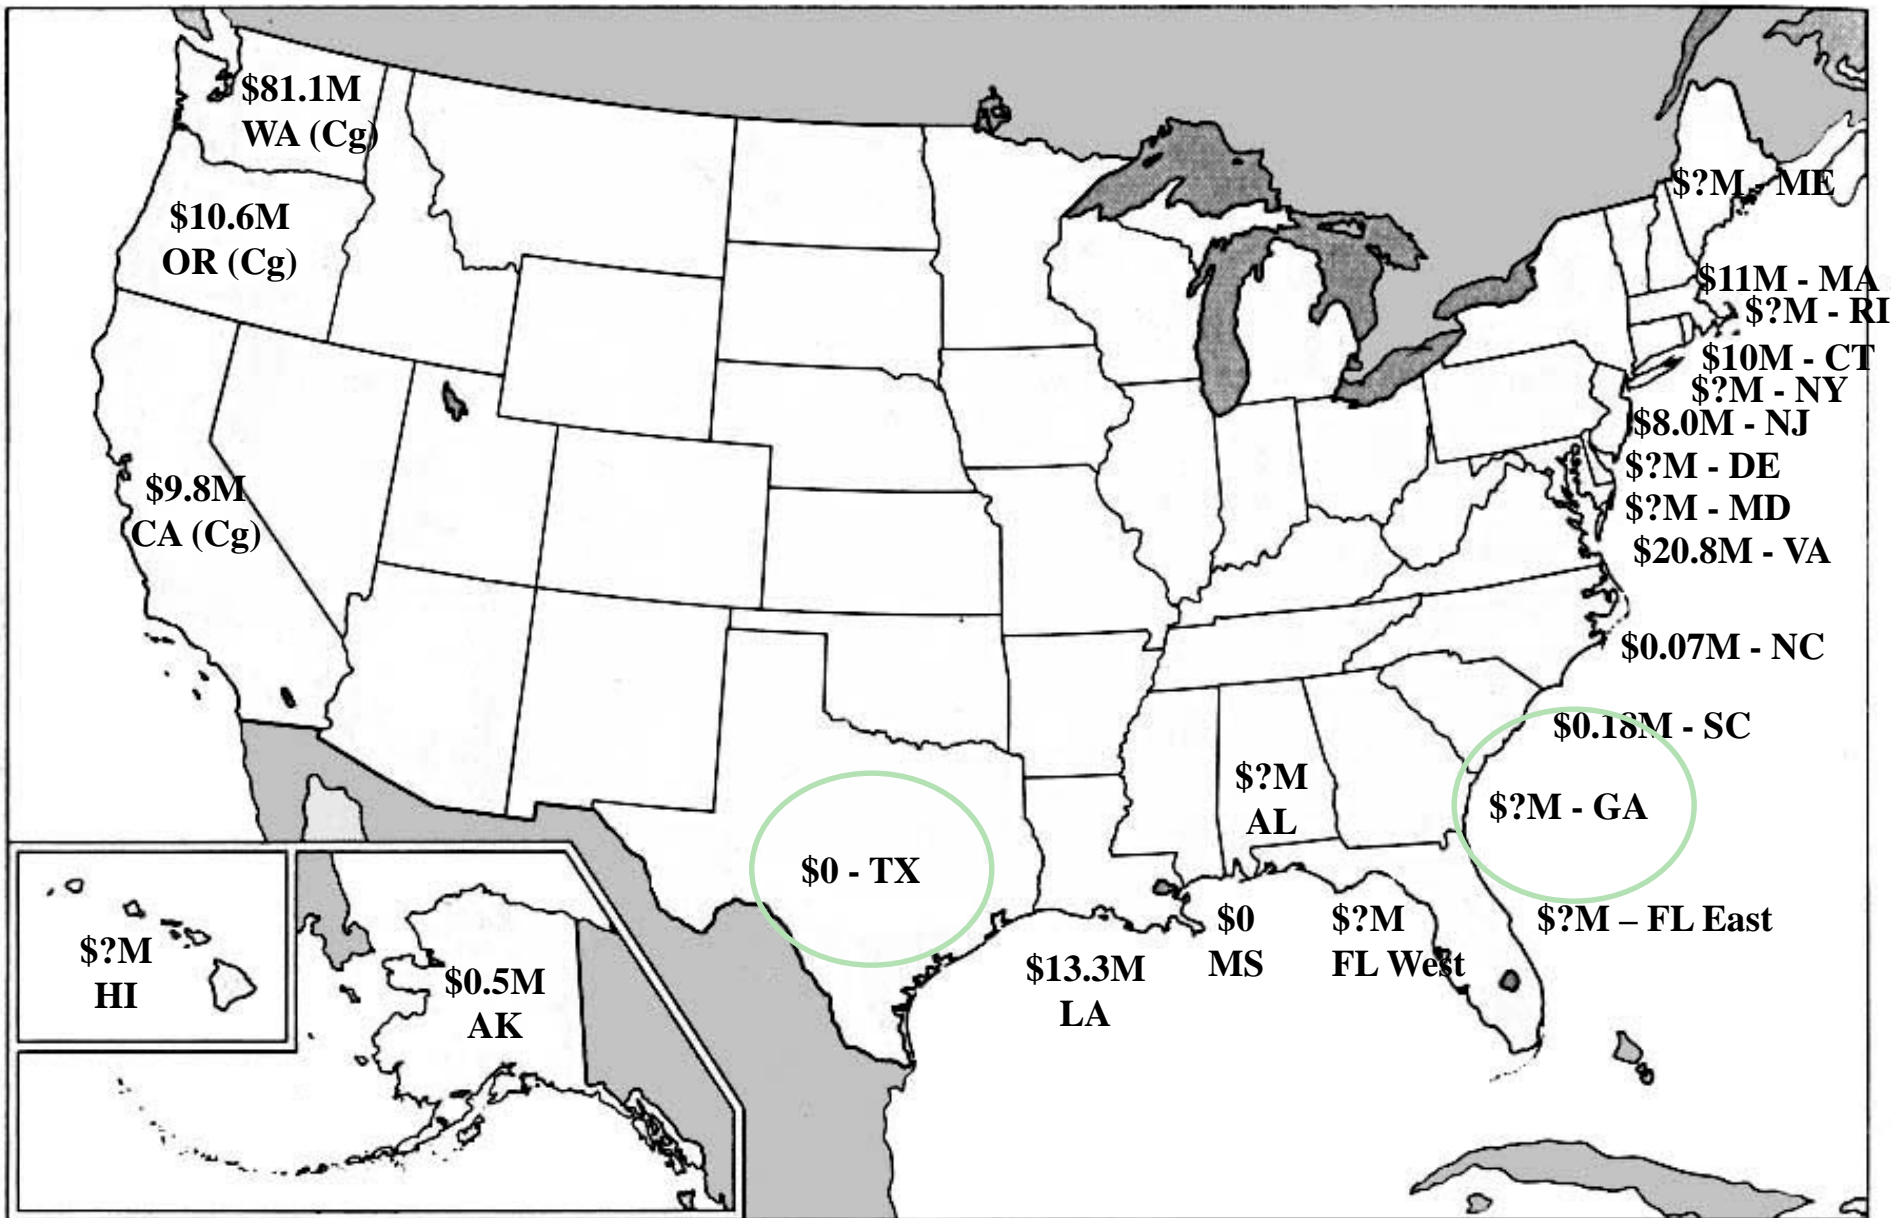 $81.1M
WA (Cg)
$?M - ME
$10.6M
OR (Cg)
$11M - MA
$?M - RI
$10M - CT
$?M - NY
$8.0M - NJ
$?M - DE
$9.8M
CA (Cg)
$?M - MD
$20.8M - VA
$0.07M - NC
$0.18M - SC
$?M
AL
$?M - GA
$0 - TX
$0
MS
$?M
FL West
$?M – FL East
$13.3M
LA
$?M
HI
$0.5M
AK